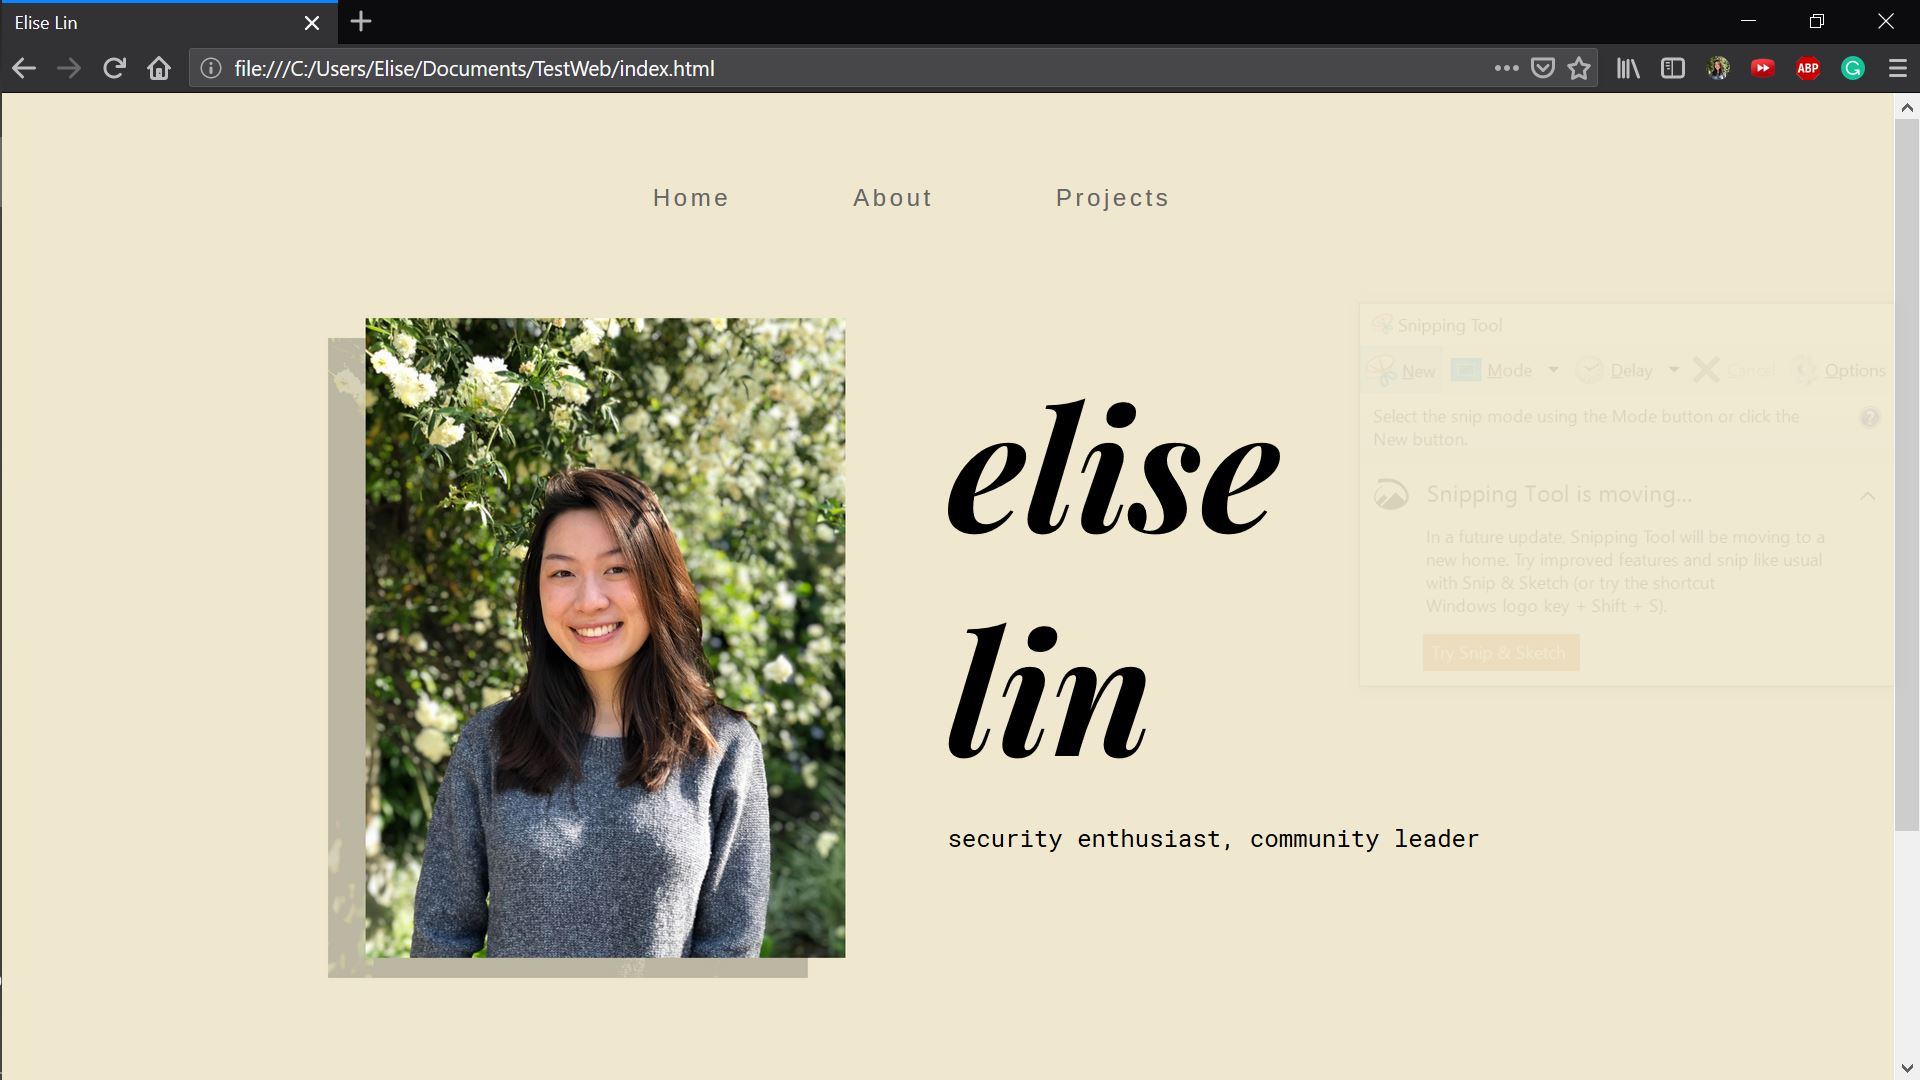 Elise Lin
file:///C:/Users/Elise/Documents/TestWeb/index.html
ABP
G
Home About Projects
elise
lin
security enthusiast, community leader
Snipping Tool
New Mode Delay Cancel Options
Select the snip mode using the Mode button or click the
New button.
?
Snipping Tool is moving...
In a future update, Snipping Tool will be moving to a
new home. Try improved features and snip like usual
with Snip & Sketch (or try the shortcut
Windows logo key + Shift + S).
Try Snip & Sketch